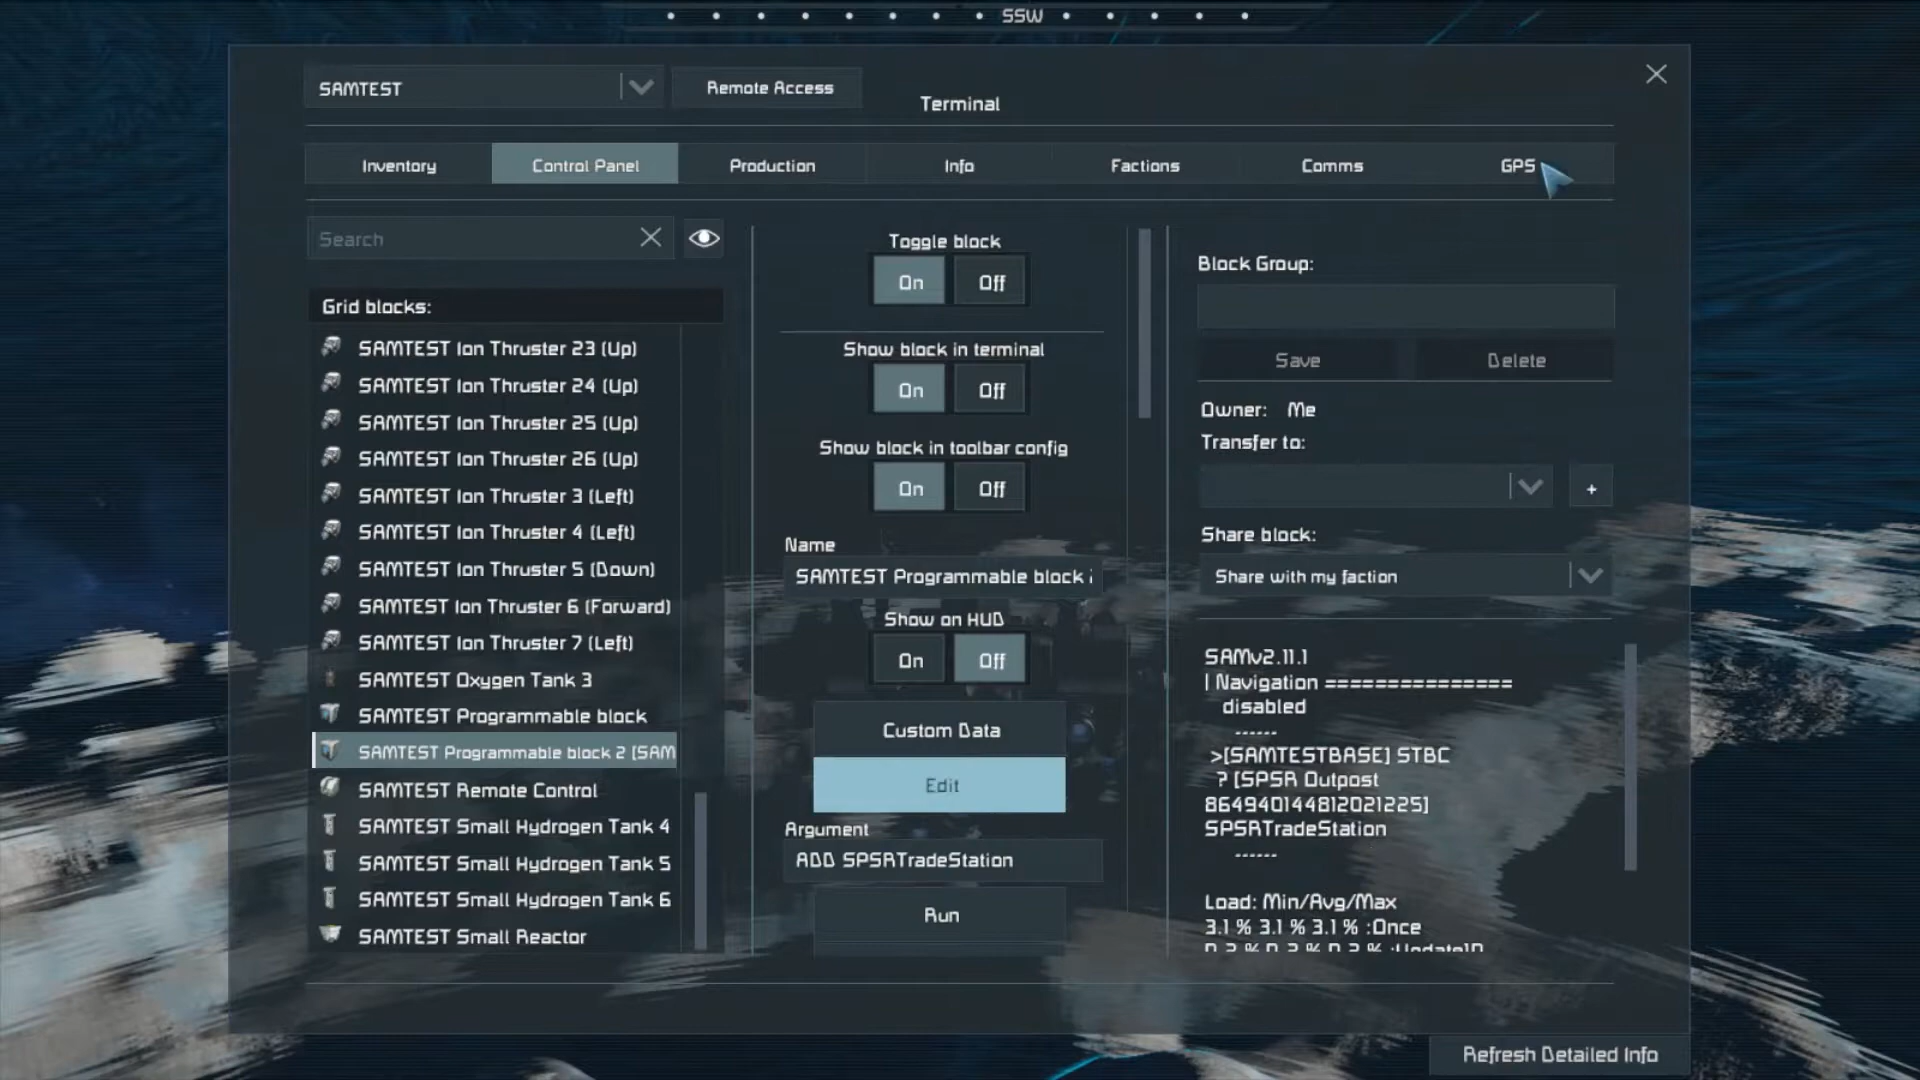 SSW
SAMTEST
Remote Access
Terminal
Inventory
Control Panel
Production
Info
Factions
Comms
GPS
Search
Grid blocks:
SAMTEST Ion Thruster 23 (Up)
SAMTEST Ion Thruster 24 (Up)
SAMTEST Ion Thruster 25 (Up)
SAMTEST Ion Thruster 26 (Up)
SAMTEST Ion Thruster 3 (Left)
SAMTEST Ion Thruster 4 (Left)
SAMTEST Ion Thruster 5 (Down)
SAMTEST Ion Thruster 6 (Forward)
SAMTEST Ion Thruster 7 (Left)
SAMTEST Oxygen Tank 3
SAMTEST Programmable block
SAMTEST Programmable block 2 [SAM
SAMTEST Remote Control
SAMTEST Small Hydrogen Tank 4
SAMTEST Small Hydrogen Tank 5
SAMTEST Small Hydrogen Tank 6
SAMTEST Small Reactor
Toggle block
On Off
Show block in terminal
On Off
Show block in toolbar config
On Off
Name
SAMTEST Programmable block
Show on HUD
On Off
Custom Data
Edit
Argument
ADD SPSRTradeStation
Run
Block Group:
Save Delete
Owner: Me
Transfer to:
+
Share block:
Share with my faction
SAMv2.11.1
| Navigation ===============
disabled
------
>[SAMTESTBASE] STBC
? [SPSR Outpost
864940144812021225]
SPSRTradeStation
------
Load: Min/Avg/Max
3.1 % 3.1 % 3.1 % :Once
Refresh Detailed Info